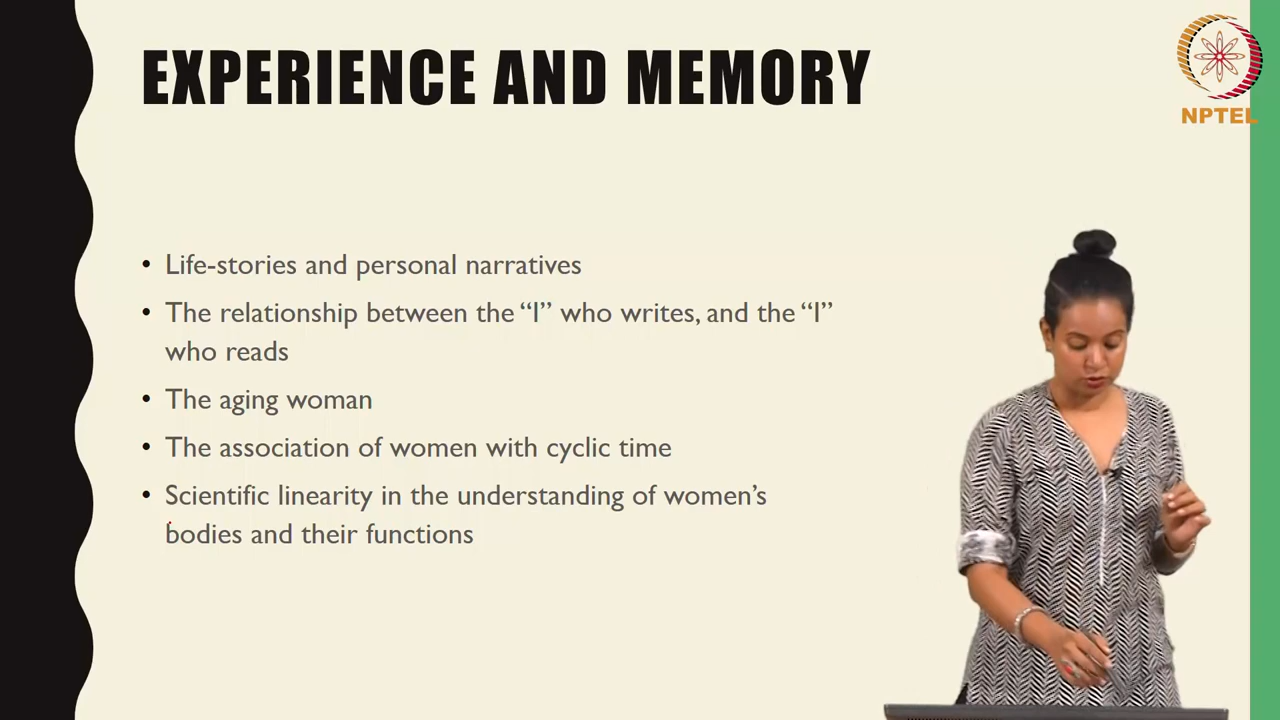 EXPERIENCE AND MEMORY
NPTEL
• Life-stories and personal narratives
• The relationship between the “I” who writes, and the “I”
who reads
• The aging woman
• The association of women with cyclic time
• Scientific linearity in the understanding of women’s
bodies and their functions